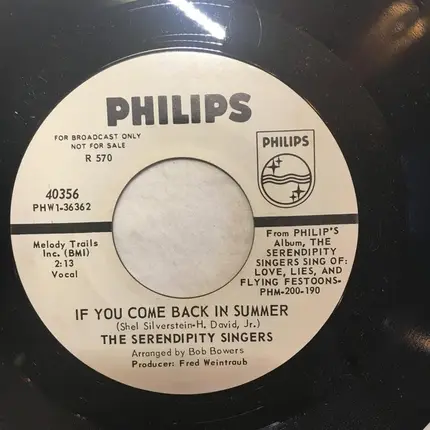 PHILIPS
FOR BROADCAST ONLY
NOT FOR SALE
R 570
PHILIPS
40356
PHW1-36362
Melody Trails
Inc. (BMI)
2:13
Vocal
From PHILIP'S
Album, THE
SERENDIPITY
SINGERS SING OF:
LOVE, LIES, AND
FLYING FESTOONS-
PHM-200-190
IF YOU COME BACK IN SUMMER
(Shel Silverstein-H. David, Jr.)
THE SERENDIPITY SINGERS
Arranged by Bob Bowers
Producer: Fred Weintraub